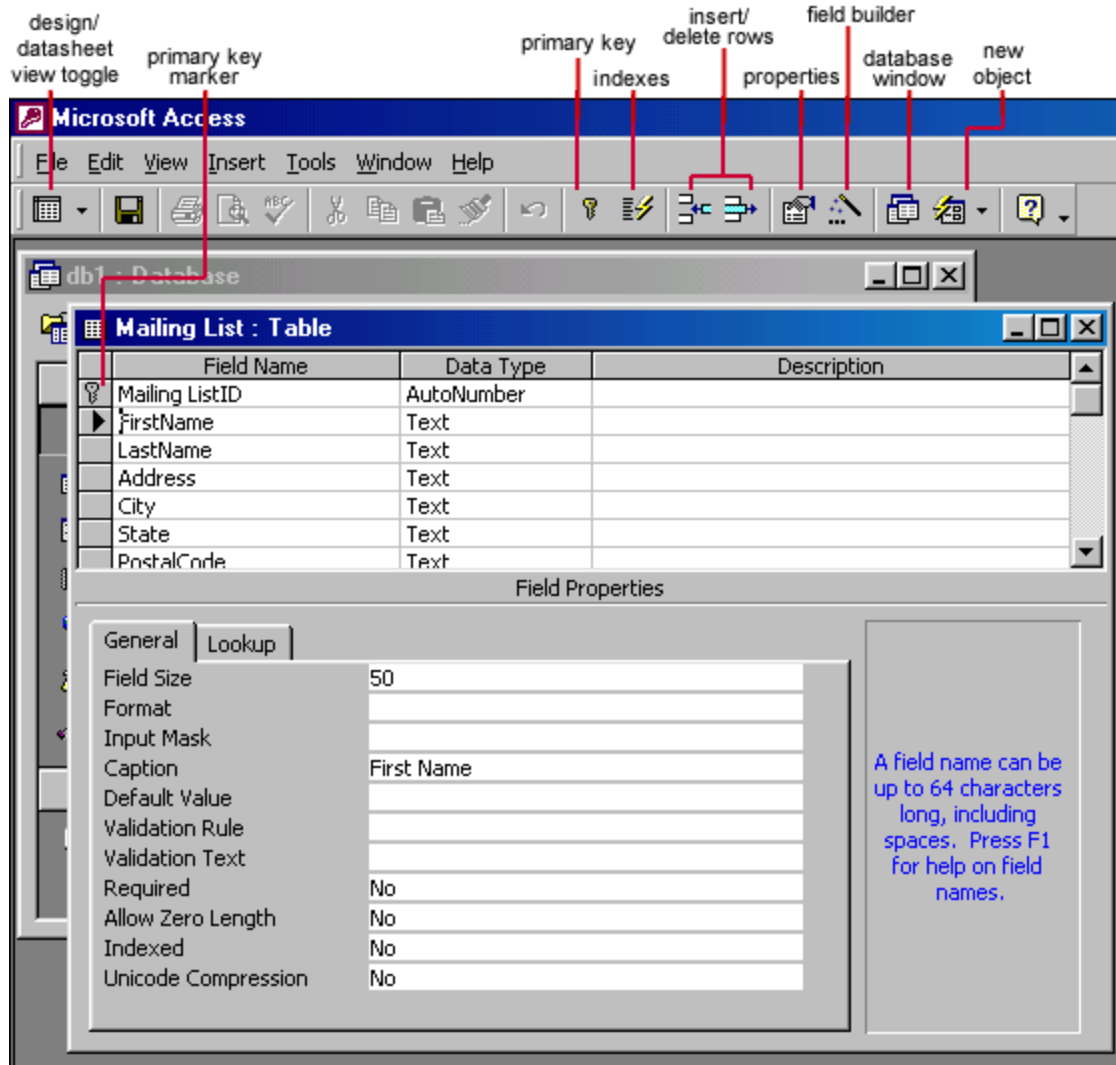 design/
datasheet
view toggle
primary key
marker
primary key
indexes
insert/
delete rows
properties
field builder
database
window
new
object
Microsoft Access
File Edit View Insert Tools Window Help
ABC
db1 : Database
Mailing List : Table
Field Name Data Type Description
Mailing ListID AutoNumber
FirstName Text
LastName Text
Address Text
City Text
State Text
PostalCode Text
Field Properties
General Lookup
Field Size 50
Format
Input Mask
Caption First Name
Default Value
Validation Rule
Validation Text
Required No
Allow Zero Length No
Indexed No
Unicode Compression No
A field name can be
up to 64 characters
long, including
spaces. Press F1
for help on field
names.